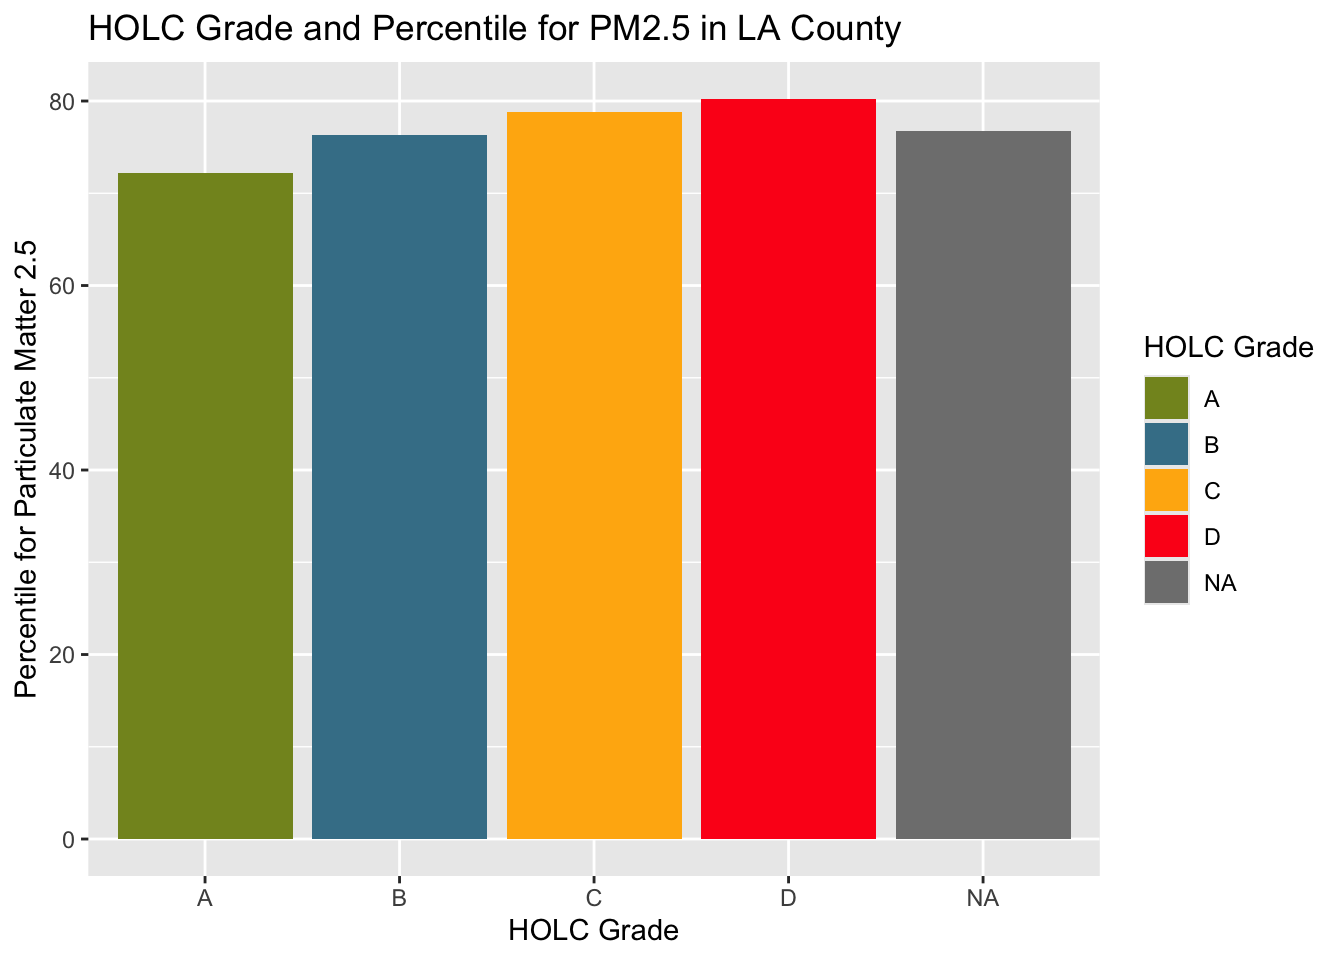 HOLC Grade and Percentile for PM2.5 in LA County
Percentile for Particulate Matter 2.5
80
60
40
20
0
A
B
C
D
NA
HOLC Grade
HOLC Grade
A
B
C
D
NA